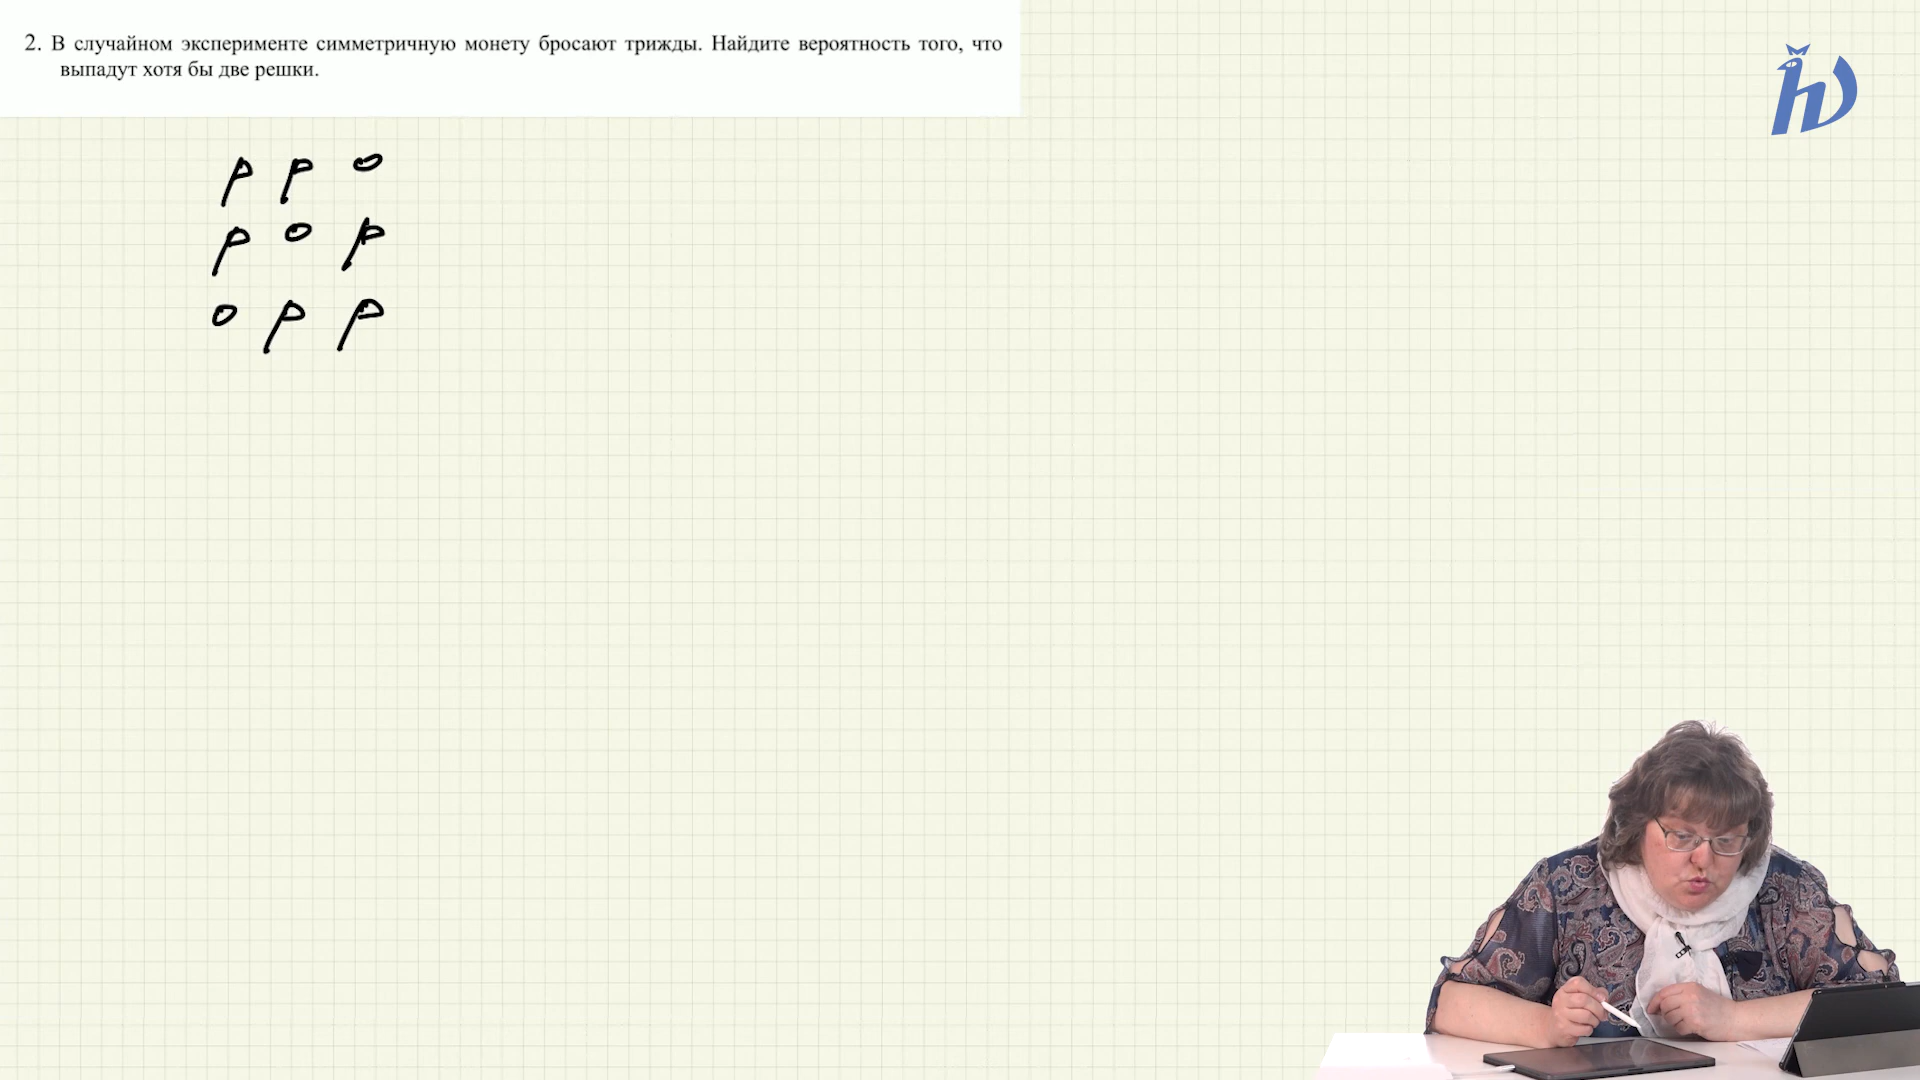 2. В случайном эксперименте симметричную монету бросают трижды. Найдите вероятность того, что
выпадут хотя бы две решки.
р р о
р о р
о р р